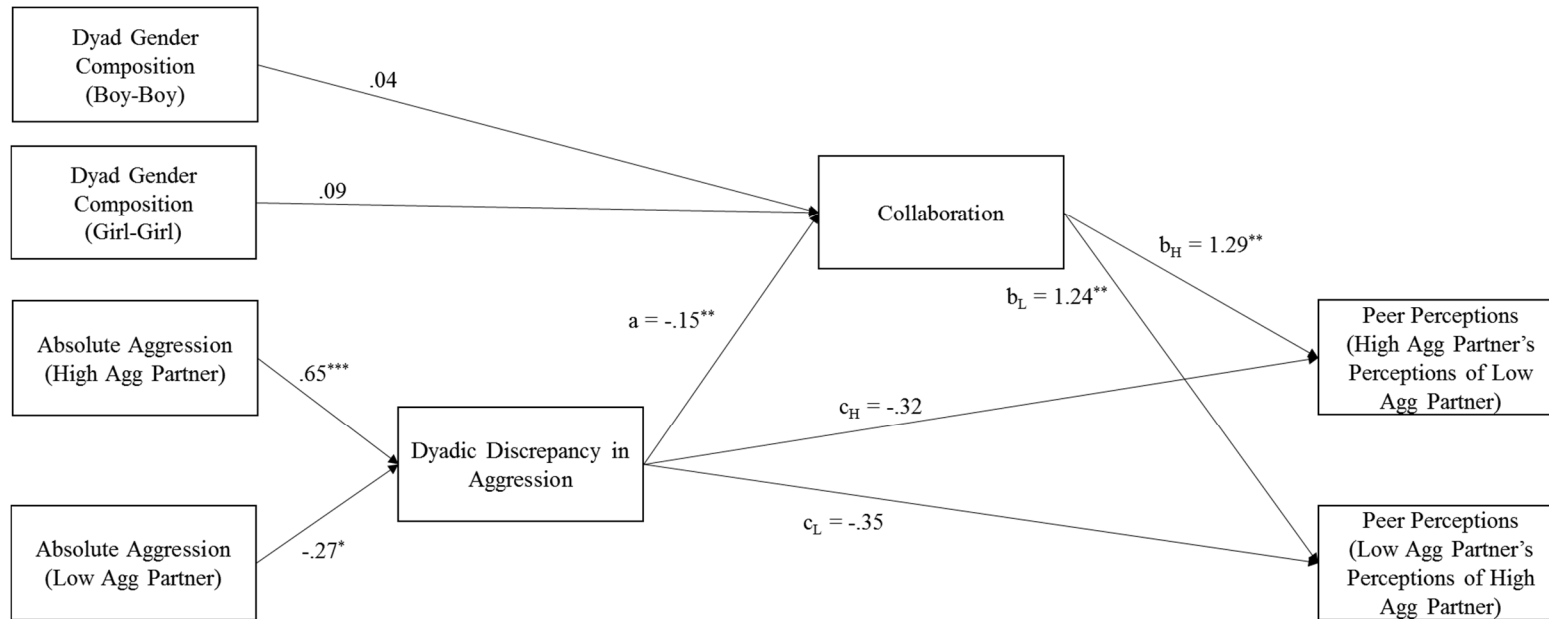 Dyad Gender
Composition
(Boy-Boy)
.04
Dyad Gender
Composition
(Girl-Girl)
.09
Collaboration
b_H = 1.29**
b_L = 1.24**
a = -.15**
Absolute Aggression
(High Agg Partner)
.65***
Peer Perceptions
(High Agg Partner’s
Perceptions of Low
Agg Partner)
c_H = -.32
Dyadic Discrepancy in
Aggression
c_L = -.35
Absolute Aggression
(Low Agg Partner)
-.27*
Peer Perceptions
(Low Agg Partner’s
Perceptions of High
Agg Partner)